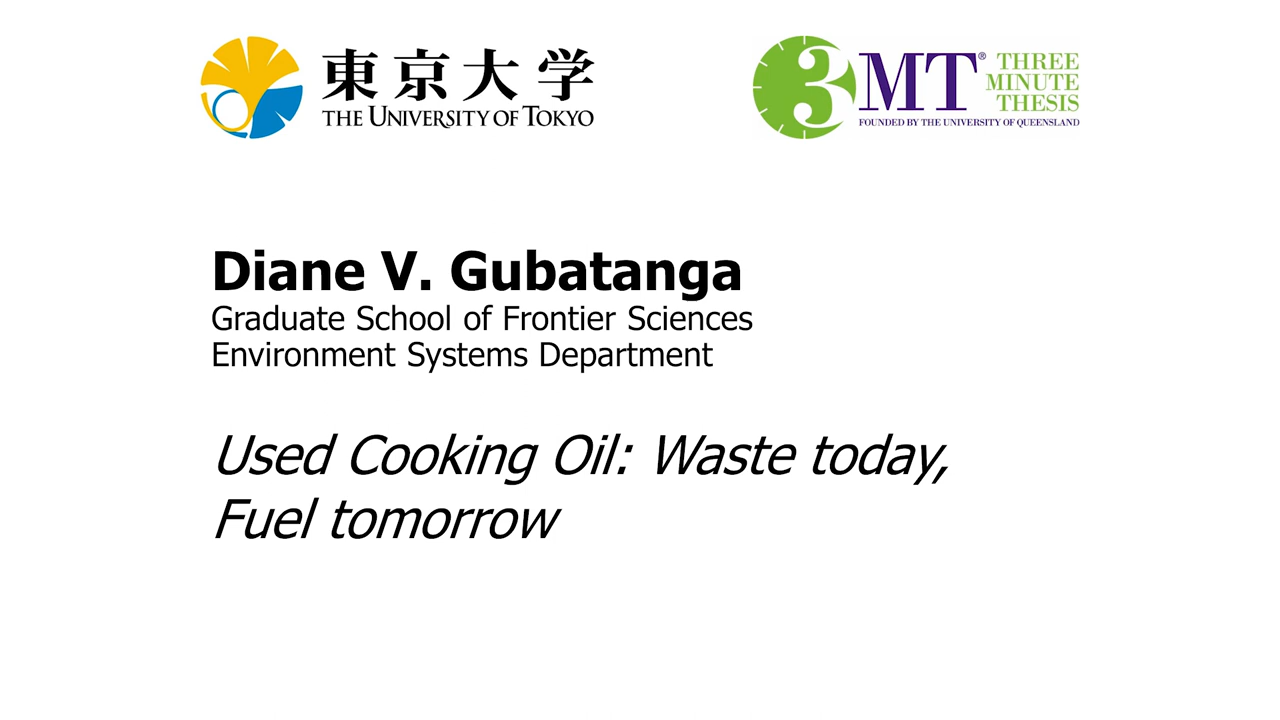 東京大学
THE UNIVERSITY OF TOKYO
3MT® THREE MINUTE THESIS
FOUNDED BY THE UNIVERSITY OF QUEENSLAND
Diane V. Gubatanga
Graduate School of Frontier Sciences
Environment Systems Department
Used Cooking Oil: Waste today,
Fuel tomorrow